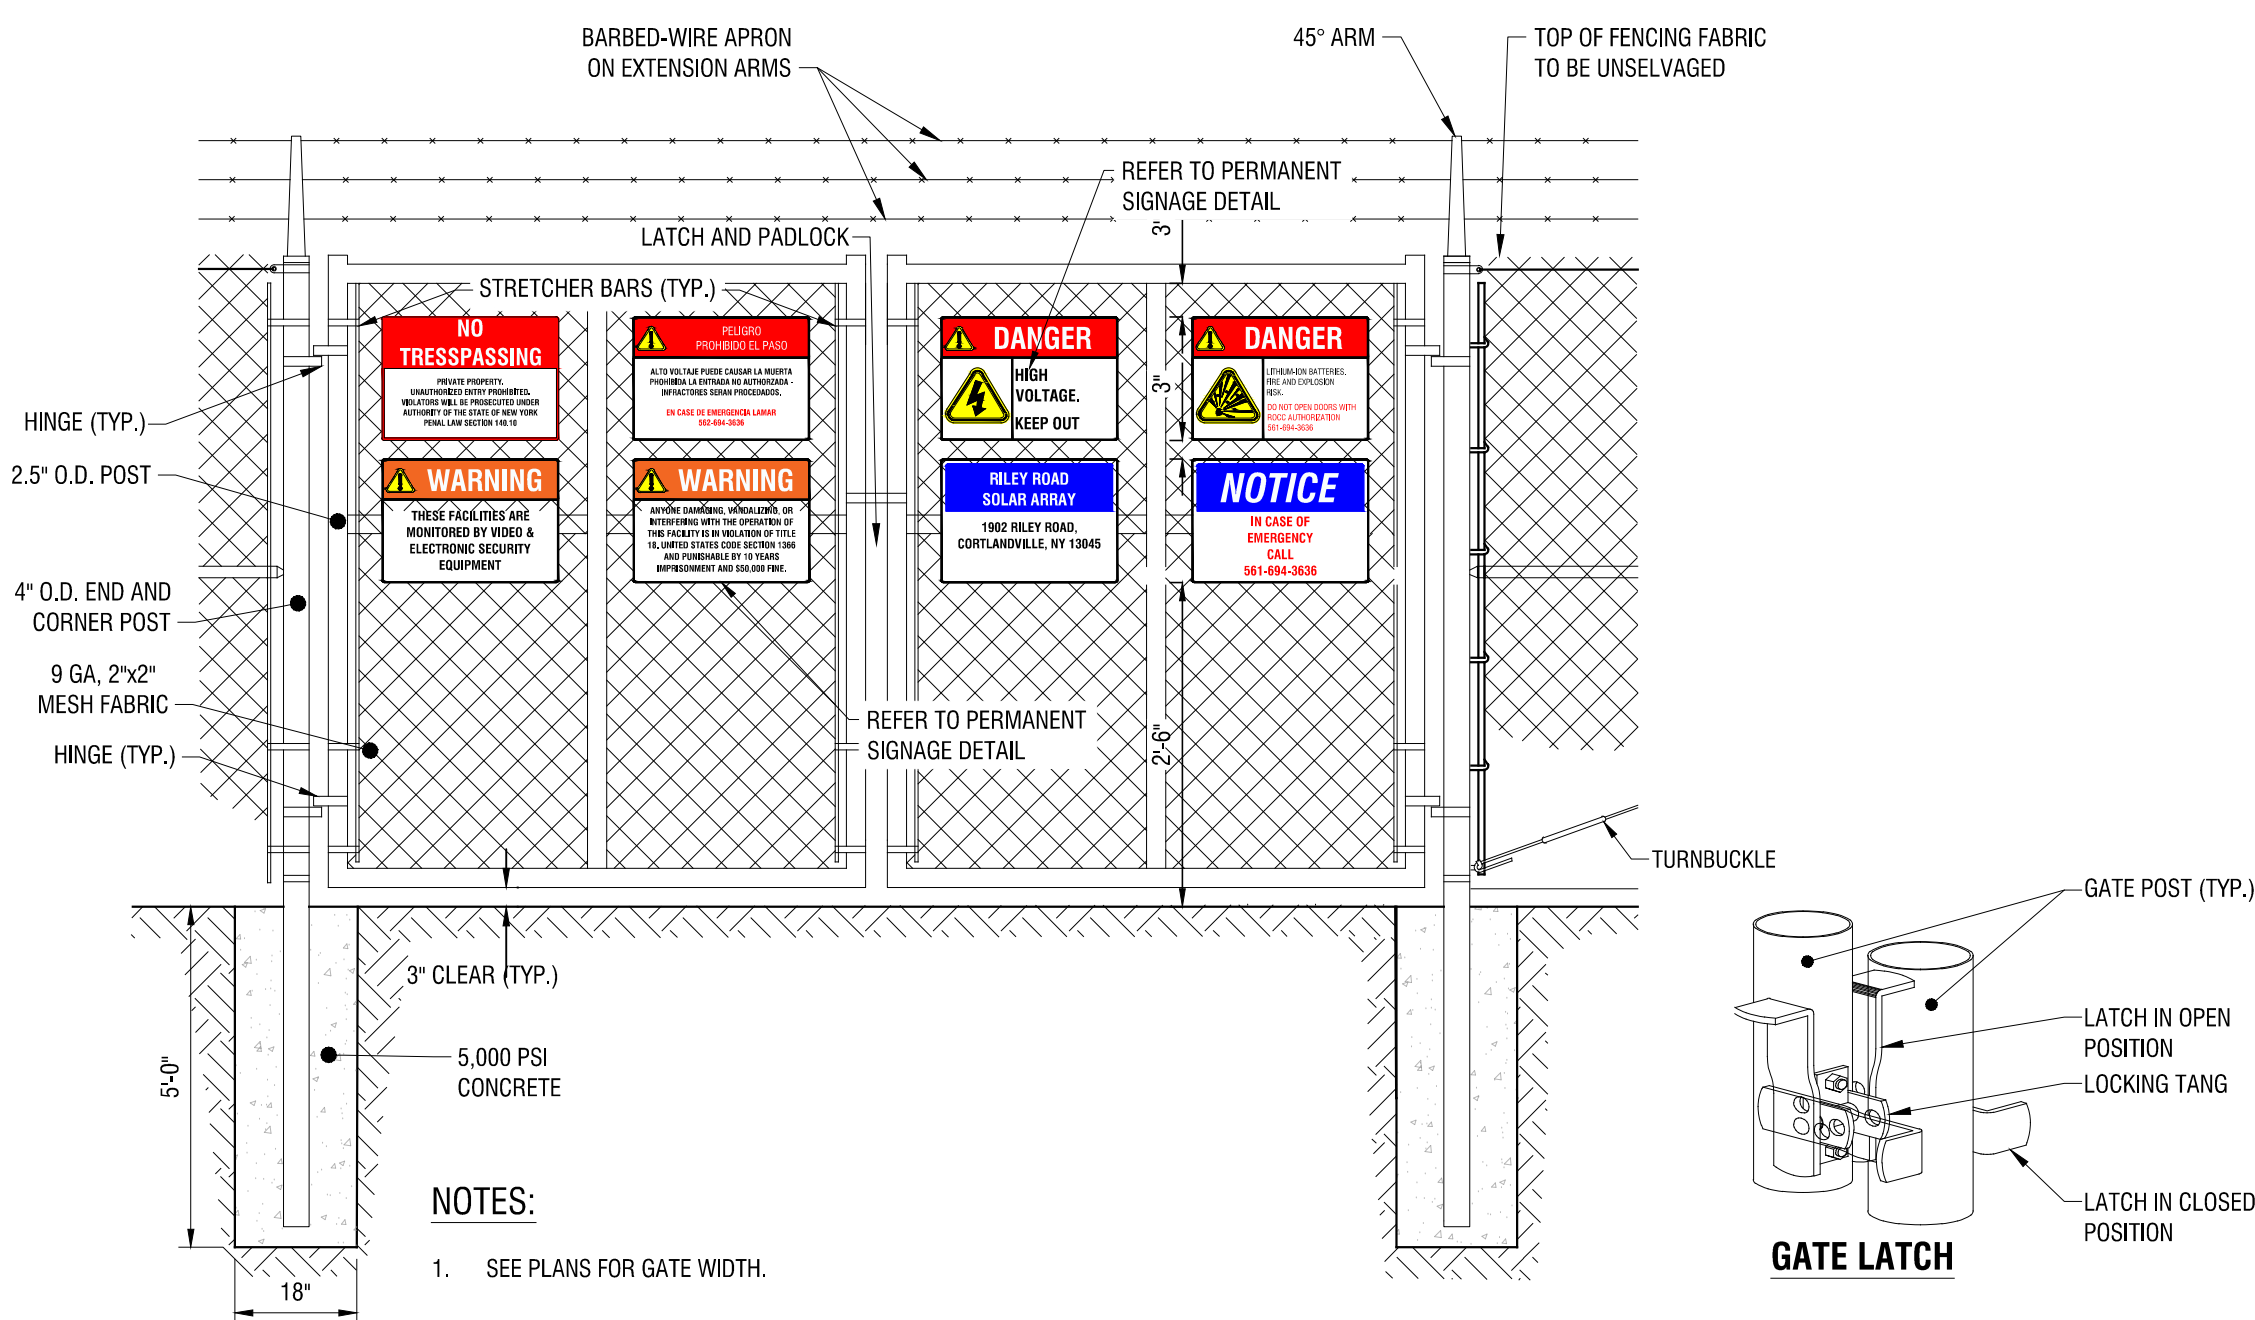 BARBED-WIRE APRON
ON EXTENSION ARMS
45° ARM
TOP OF FENCING FABRIC
TO BE UNSELVAGED
REFER TO PERMANENT
SIGNAGE DETAIL
LATCH AND PADLOCK
3"
STRETCHER BARS (TYP.)
NO
TRESSPASSING
PRIVATE PROPERTY.
UNAUTHORIZED ENTRY PROHIBITED.
VIOLATORS WILL BE PROSECUTED UNDER
AUTHORITY OF THE STATE OF NEW YORK
PENAL LAW SECTION 140.10
PELIGRO
PROHIBIDO EL PASO
ALTO VOLTAJE PUEDE CAUSAR LA MUERTA
PHOHIBIDA LA ENTRADA NO AUTHORZADA -
INFRACTORES SERAN PROCEDADOS.
EN CASE DE EMERGENCIA LAMAR
562-694-3636
DANGER
HIGH
VOLTAGE.
KEEP OUT
DANGER
LITHIUM-ION BATTERIES.
FIRE AND EXPLOSION
RISK.
DO NOT OPEN DOORS WITH
ROCC AUTHORIZATION
561-694-3636
3"
HINGE (TYP.)
2.5" O.D. POST
WARNING
THESE FACILITIES ARE
MONITORED BY VIDEO &
ELECTRONIC SECURITY
EQUIPMENT
WARNING
ANYONE DAMAGING, VANDALIZING, OR
INTERFERING WITH THE OPERATION OF
THIS FACILITY IS IN VIOLATION OF TITLE
18. UNITED STATES CODE SECTION 1366
AND PUNISHABLE BY 10 YEARS
IMPRISONMENT AND $50,000 FINE.
RILEY ROAD
SOLAR ARRAY
1902 RILEY ROAD,
CORTLANDVILLE, NY 13045
NOTICE
IN CASE OF
EMERGENCY
CALL
561-694-3636
4" O.D. END AND
CORNER POST
9 GA, 2"x2"
MESH FABRIC
HINGE (TYP.)
REFER TO PERMANENT
SIGNAGE DETAIL
2'-6"
TURNBUCKLE
3" CLEAR (TYP.)
5'-0"
5,000 PSI
CONCRETE
18"
NOTES:
1. SEE PLANS FOR GATE WIDTH.
GATE POST (TYP.)
LATCH IN OPEN
POSITION
LOCKING TANG
LATCH IN CLOSED
POSITION
GATE LATCH